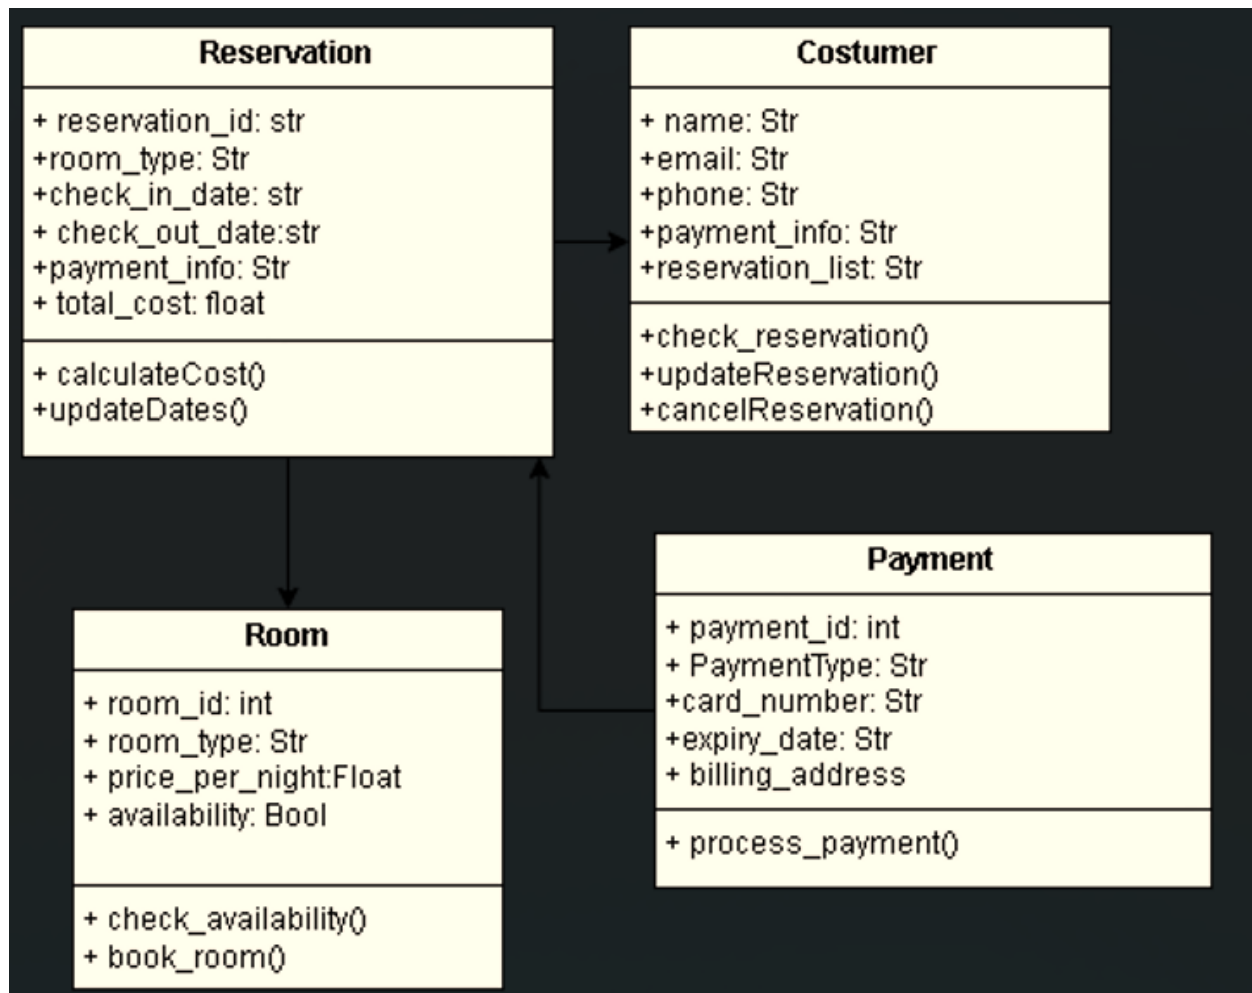 Reservation
+ reservation_id: str
+room_type: Str
+check_in_date: str
+ check_out_date:str
+payment_info: Str
+ total_cost: float
+ calculateCost()
+updateDates()
Costumer
+ name: Str
+email: Str
+phone: Str
+payment_info: Str
+reservation_list: Str
+check_reservation()
+updateReservation()
+cancelReservation()
Room
+ room_id: int
+ room_type: Str
+ price_per_night:Float
+ availability: Bool
+ check_availability()
+ book_room()
Payment
+ payment_id: int
+ PaymentType: Str
+card_number: Str
+expiry_date: Str
+ billing_address
+ process_payment()